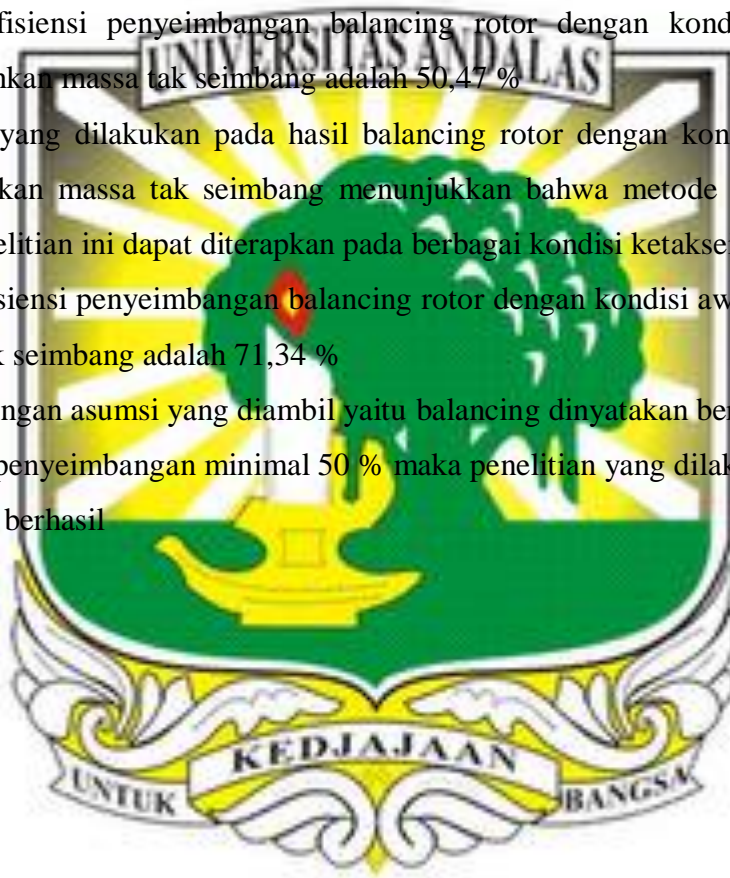 fisiensi penyeimbangan balancing rotor dengan kond
UNIVERSITAS ANDALAS
nkan massa tak seimbang adalah 50,47 %
yang dilakukan pada hasil balancing rotor dengan kon
kan massa tak seimbang menunjukkan bahwa metode
elitian ini dapat diterapkan pada berbagai kondisi ketakse
siensi penyeimbangan balancing rotor dengan kondisi aw
k seimbang adalah 71,34 %
ngan asumsi yang diambil yaitu balancing dinyatakan ber
penyeimbangan minimal 50 % maka penelitian yang dilak
berhasil
UNTUK KEDJAJAAN BANGSA